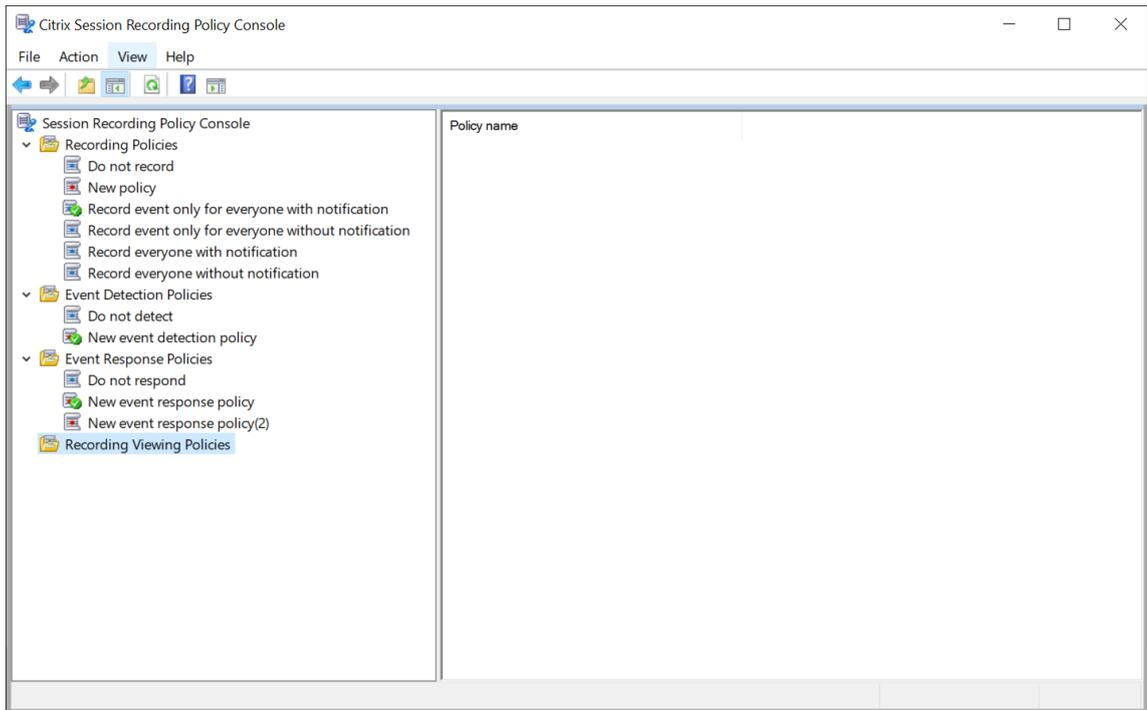 Citrix Session Recording Policy Console
File Action View Help
Session Recording Policy Console
Policy name
Recording Policies
Do not record
New policy
Record event only for everyone with notification
Record event only for everyone without notification
Record everyone with notification
Record everyone without notification
Event Detection Policies
Do not detect
New event detection policy
Event Response Policies
Do not respond
New event response policy
New event response policy(2)
Recording Viewing Policies